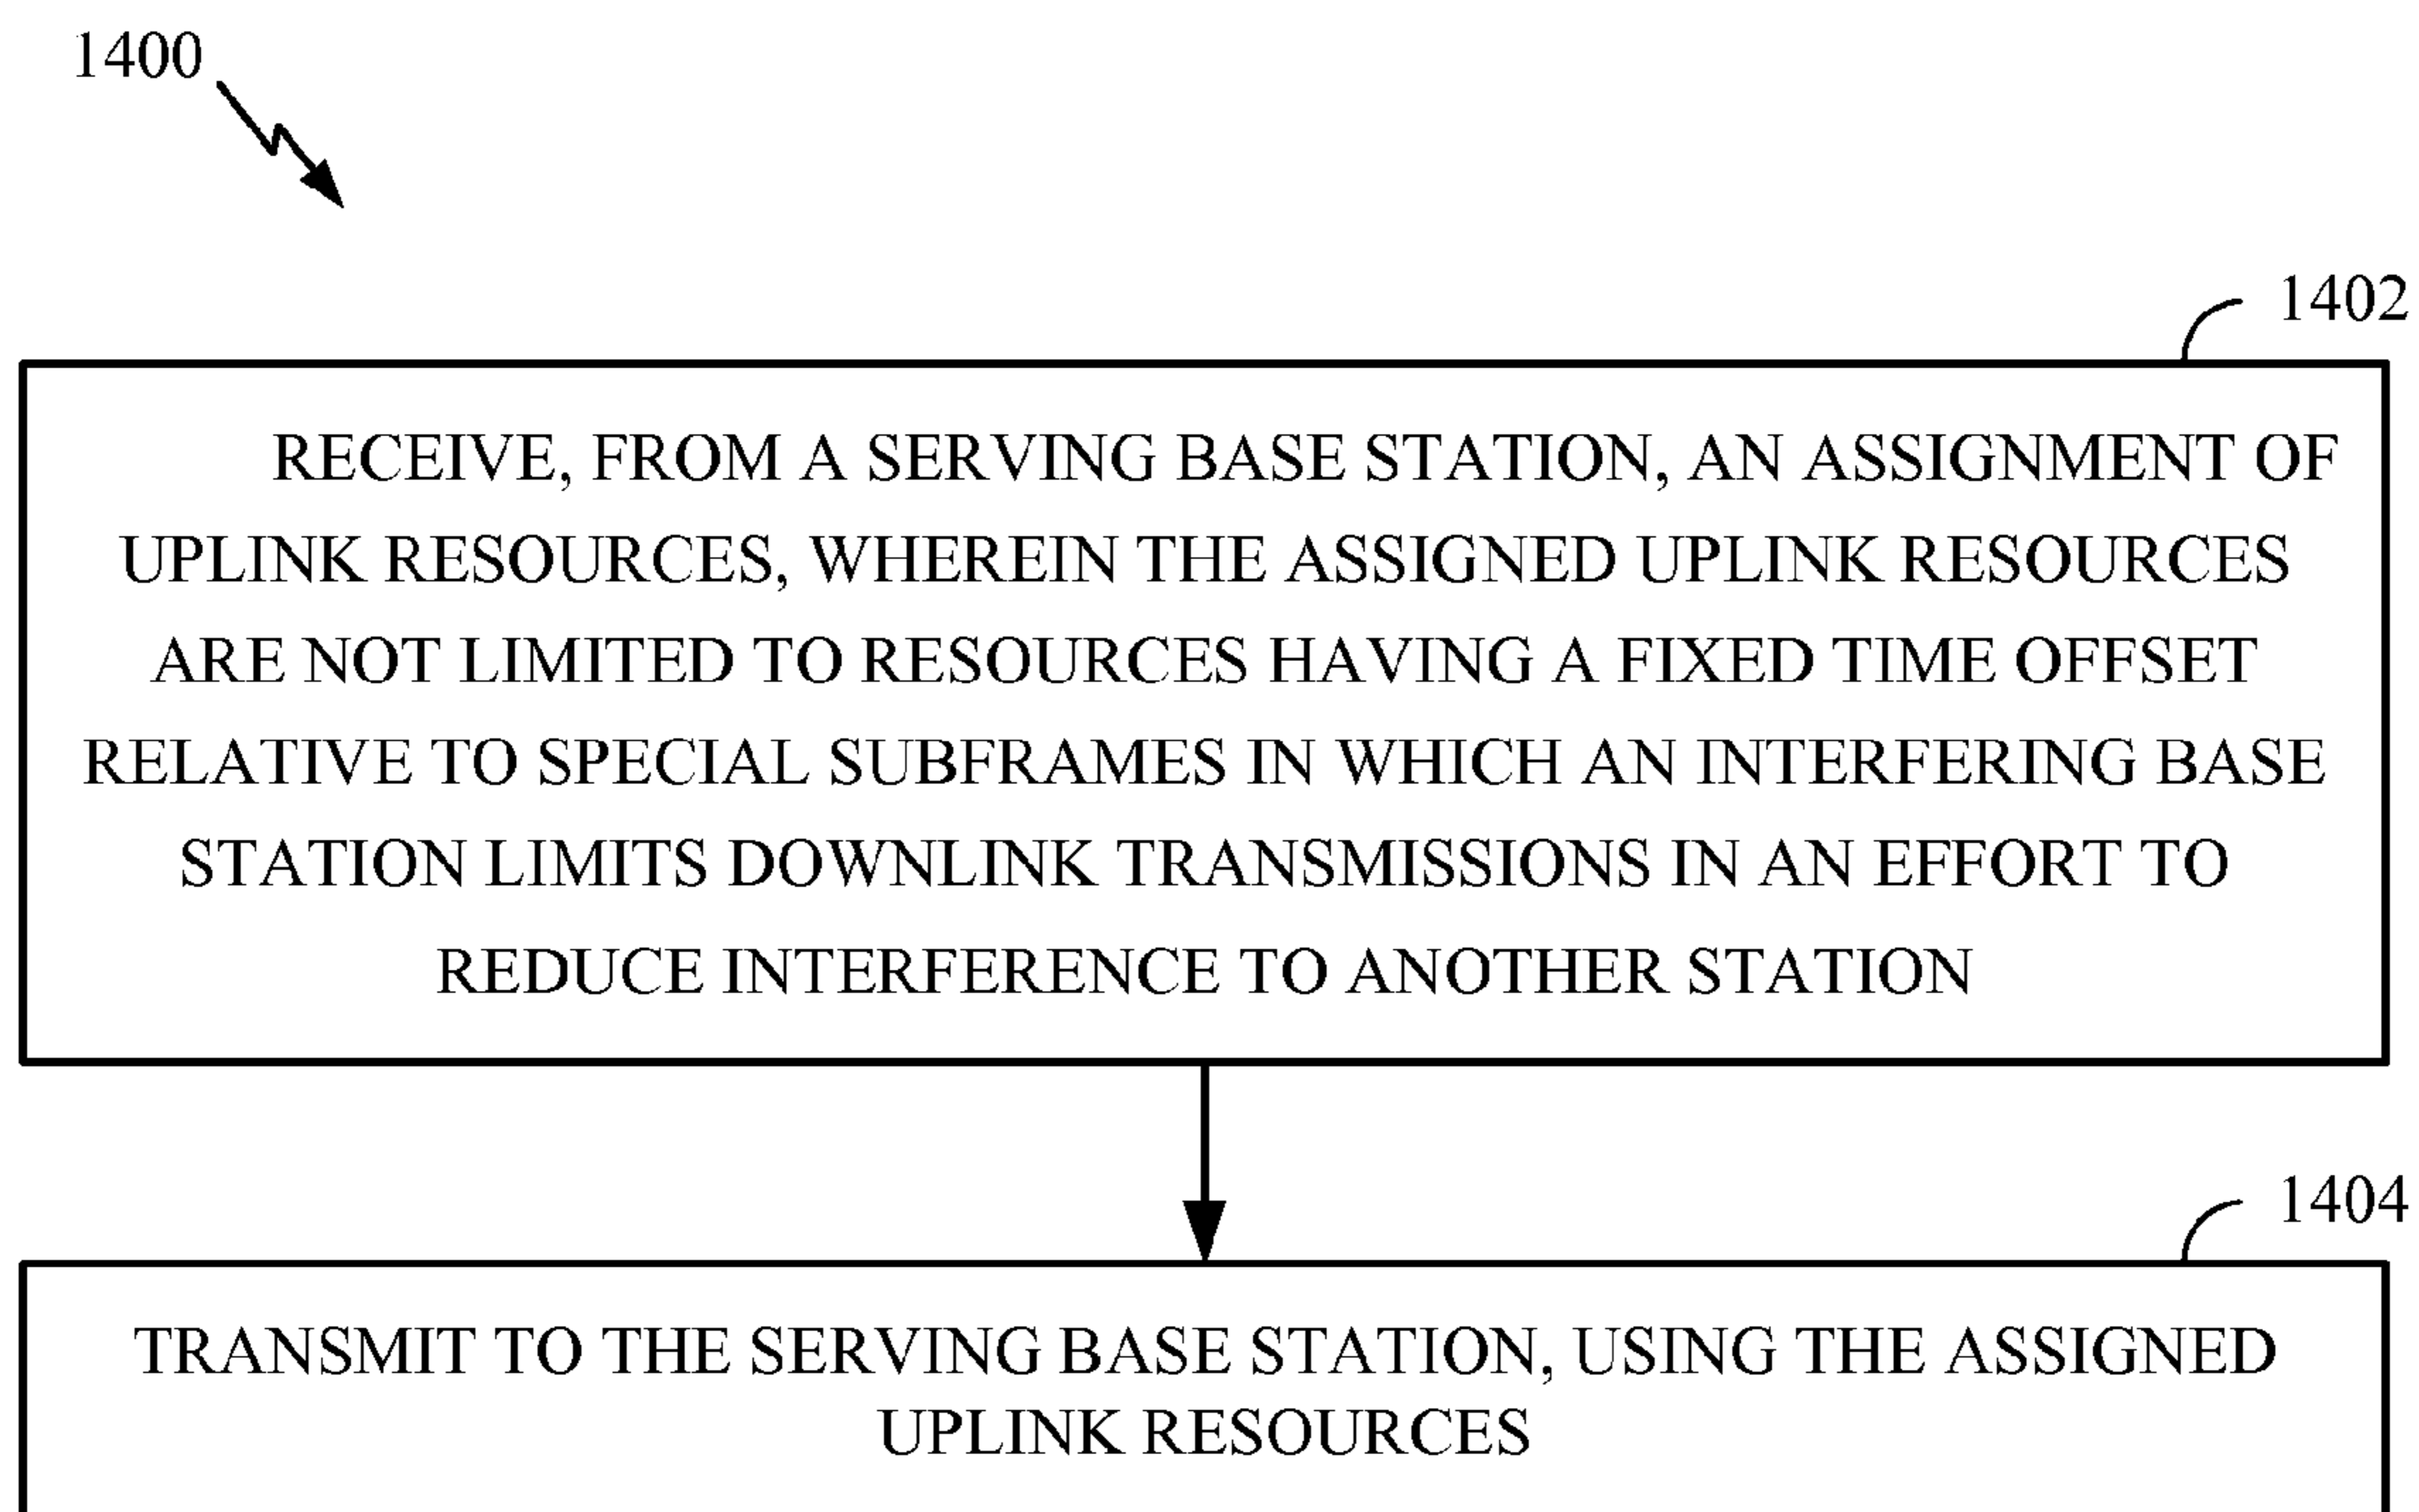 1400
1402
RECEIVE, FROM A SERVING BASE STATION, AN ASSIGNMENT OF
UPLINK RESOURCES, WHEREIN THE ASSIGNED UPLINK RESOURCES
ARE NOT LIMITED TO RESOURCES HAVING A FIXED TIME OFFSET
RELATIVE TO SPECIAL SUBFRAMES IN WHICH AN INTERFERING BASE
STATION LIMITS DOWNLINK TRANSMISSIONS IN AN EFFORT TO
REDUCE INTERFERENCE TO ANOTHER STATION
1404
TRANSMIT TO THE SERVING BASE STATION, USING THE ASSIGNED
UPLINK RESOURCES